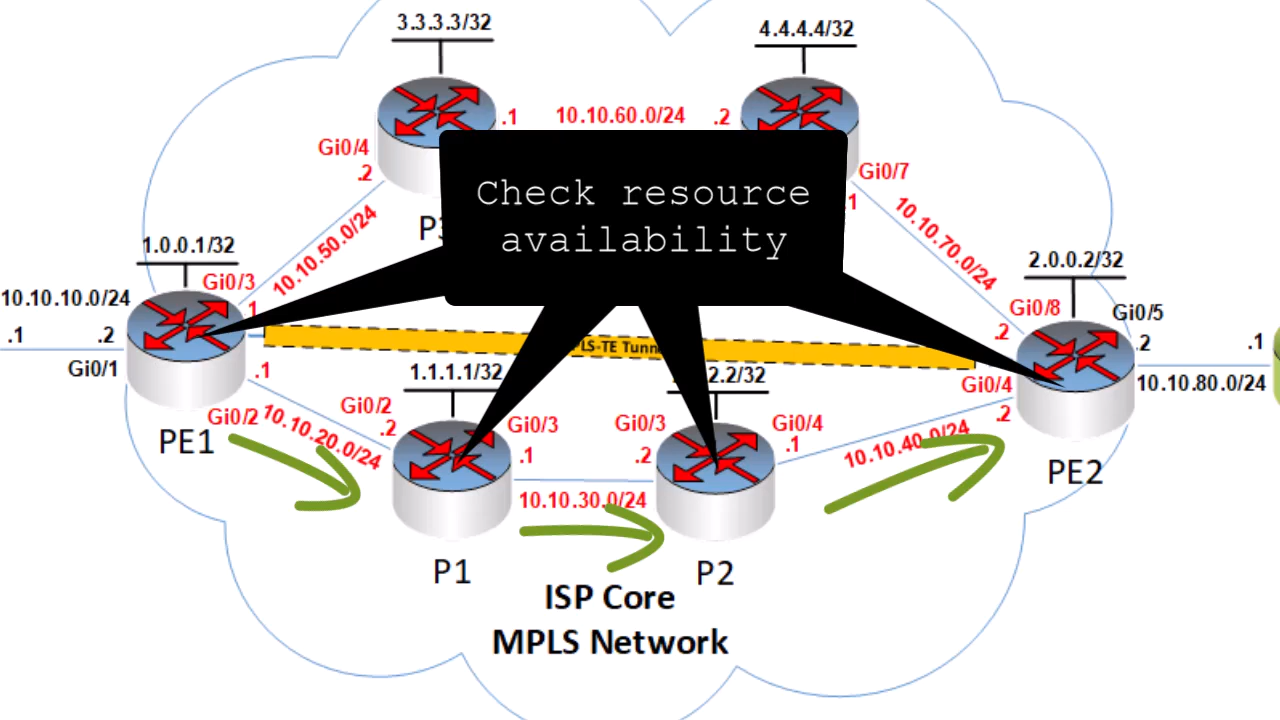 3.3.3.3/32
4.4.4.4/32
.1
10.10.60.0/24
.2
Gi0/4
.2
Gi0/7
1
Check resource
availability
10.10.50.0/24
10.10.70.0/24
1.0.0.1/32
2.0.0.2/32
Gi0/3
1
10.10.10.0/24
.1
.2
Gi0/1
Gi0/8
.2
Gi0/5
.2
.1
10.10.80.0/24
.1
1.1.1.1/32
2.2/32
Gi0/4
.2
Gi0/2
10.10.20.0/24
Gi0/2
.2
Gi0/3
.1
Gi0/3
.2
Gi0/4
.1
10.10.40.0/24
PE1
PE2
10.10.30.0/24
P1
P2
ISP Core
MPLS Network